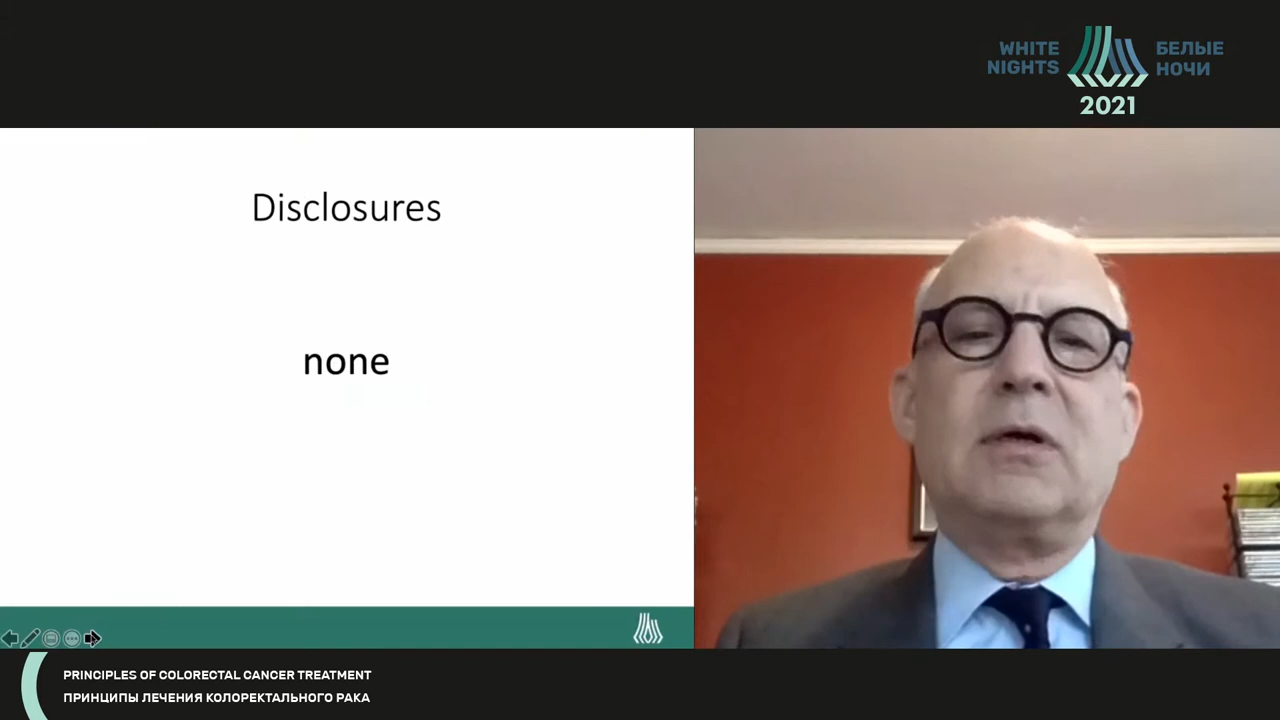 WHITE
NIGHTS
БЕЛЫЕ
НОЧИ
2021
Disclosures
none
PRINCIPLES OF COLORECTAL CANCER TREATMENT
ПРИНЦИПЫ ЛЕЧЕНИЯ КОЛОРЕКТАЛЬНОГО РАКА